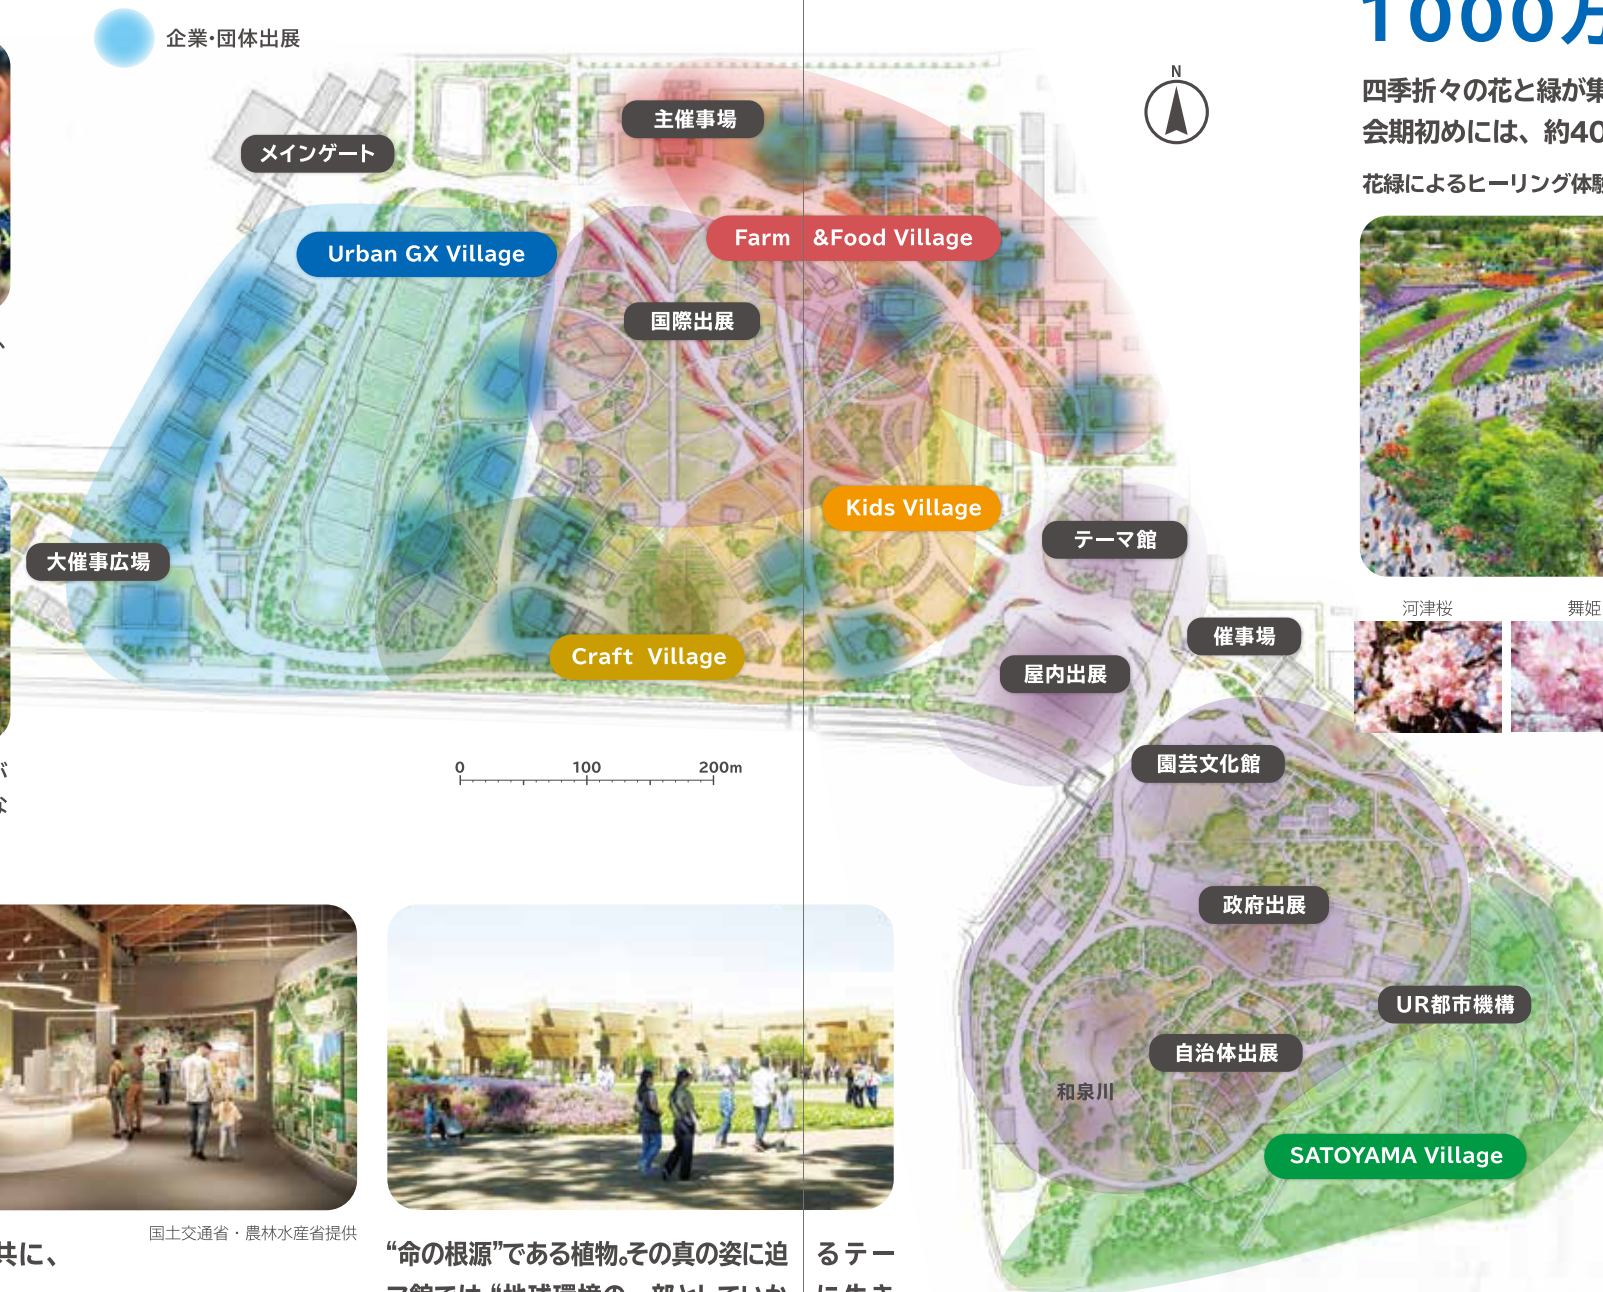 企業・団体出展
1000万
四季折々の花と緑が集
会期初めには、約40
花緑によるヒーリング体験
N
主催事場
メインゲート
Farm &Food Village
Urban GX Village
国際出展
Kids Village
テーマ館
大催事広場
河津桜
舞姫
催事場
Craft Village
屋内出展
園芸文化館
0 100 200m
が
な
政府出展
UR都市機構
自治体出展
和泉川
SATOYAMA Village
国土交通省・農林水産省提供
共に、
“命の根源”である植物。その真の姿に迫るテー